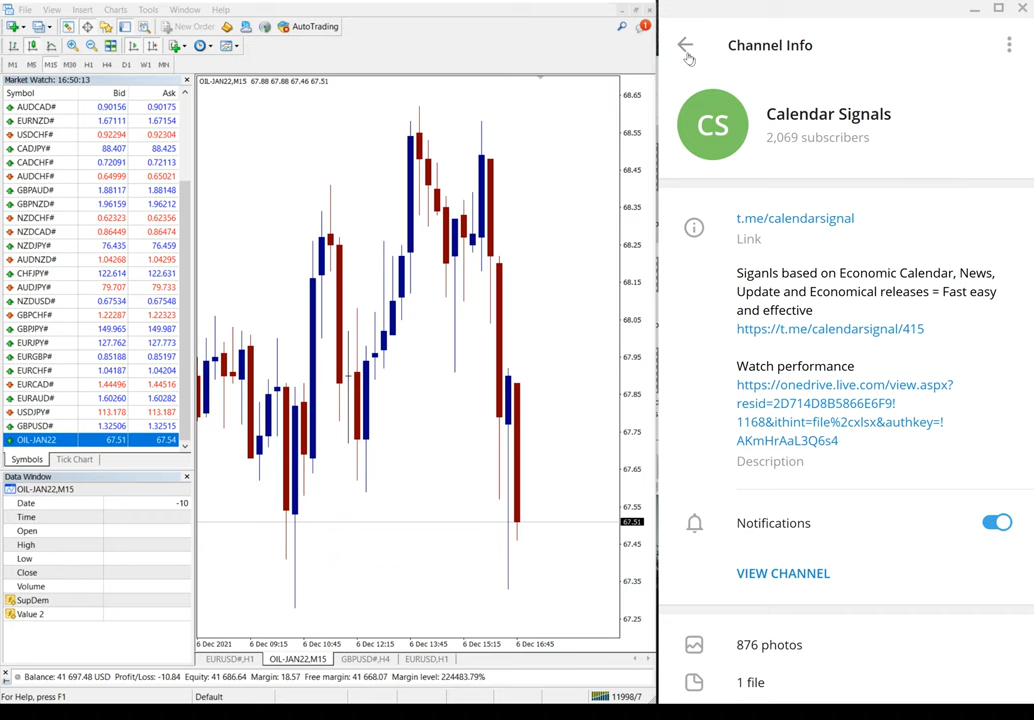 File View Insert Charts Tools Window Help
New Order AutoTrading 1
M1 M5 M15 M30 H1 H4 D1 W1 MN
Market Watch: 16:50:13
Symbol Bid Ask
AUDCAD# 0.90156 0.90175
EURNZD# 1.67111 1.67154
USDCHF# 0.92294 0.92304
CADJPY# 88.407 88.425
CADCHF# 0.72091 0.72113
AUDCHF# 0.64999 0.65021
GBPAUD# 1.88117 1.88148
GBPNZD# 1.96159 1.96212
NZDCHF# 0.62323 0.62356
NZDCAD# 0.86449 0.86474
NZDJPY# 76.435 76.459
AUDNZD# 1.04268 1.04295
CHFJPY# 122.614 122.631
AUDJPY# 79.707 79.733
NZDUSD# 0.67534 0.67548
GBPCHF# 1.22287 1.22323
GBPJPY# 149.965 149.987
EURJPY# 127.762 127.773
EURGBP# 0.85188 0.85198
EURCHF# 1.04187 1.04204
EURCAD# 1.44496 1.44516
EURAUD# 1.60260 1.60282
USDJPY# 113.178 113.187
GBPUSD# 1.32506 1.32515
OIL-JAN22 67.51 67.54
Symbols Tick Chart
Data Window
OIL-JAN22,M15
Date -10
Time
Open
High
Low
Close
Volume
SupDem
Value 2
OIL-JAN22,M15 67.88 67.88 67.46 67.51
68.65
68.55
68.45
68.35
68.25
68.15
68.05
67.95
67.85
67.75
67.65
67.55
67.51
67.45
67.35
67.25
6 Dec 2021 6 Dec 09:15 6 Dec 10:45 6 Dec 12:15 6 Dec 13:45 6 Dec 15:15 6 Dec 16:45
EURUSD#,H1 OIL-JAN22,M15 GBPUSD#,H4 EURUSD,H1
Balance: 41 697.48 USD Profit/Loss: -10.84 Equity: 41 686.64 Margin: 18.57 Free margin: 41 668.07 Margin level: 224483.79%
For Help, press F1 Default 11998/7
Channel Info
CS
Calendar Signals
2,069 subscribers
t.me/calendarsignal
Link
Siganls based on Economic Calendar, News,
Update and Economical releases = Fast easy
and effective
https://t.me/calendarsignal/415
Watch performance
https://onedrive.live.com/view.aspx?
resid=2D714D8B5866E6F9!
1168&ithint=file%2cxlsx&authkey=!
AKmHrAaL3Q6s4
Description
Notifications
VIEW CHANNEL
876 photos
1 file